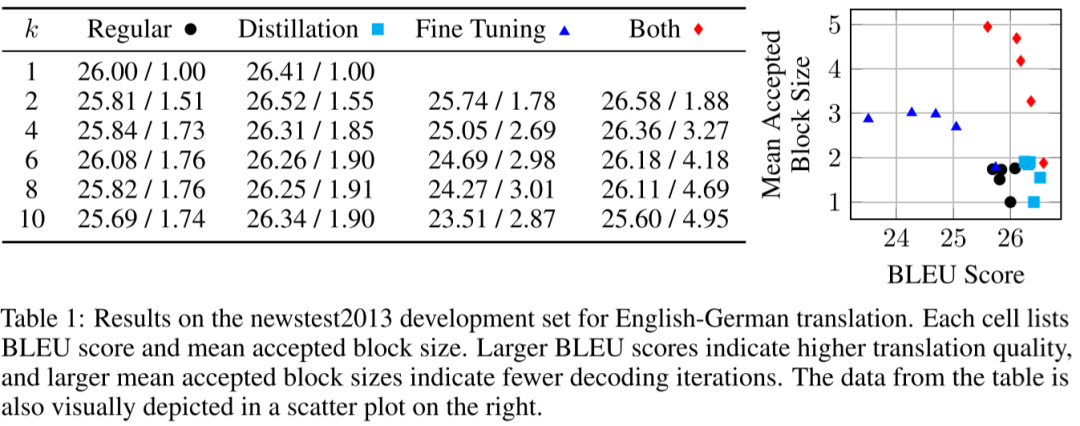 k Regular ● Distillation ■ Fine Tuning ▲ Both ♦
1 26.00 / 1.00 26.41 / 1.00
2 25.81 / 1.51 26.52 / 1.55 25.74 / 1.78 26.58 / 1.88
4 25.84 / 1.73 26.31 / 1.85 25.05 / 2.69 26.36 / 3.27
6 26.08 / 1.76 26.26 / 1.90 24.69 / 2.98 26.18 / 4.18
8 25.82 / 1.76 26.25 / 1.91 24.27 / 3.01 26.11 / 4.69
10 25.69 / 1.74 26.34 / 1.90 23.51 / 2.87 25.60 / 4.95
Mean Accepted
Block Size
5
4
3
2
1
24 25 26
BLEU Score
Table 1: Results on the newstest2013 development set for English-German translation. Each cell lists
BLEU score and mean accepted block size. Larger BLEU scores indicate higher translation quality,
and larger mean accepted block sizes indicate fewer decoding iterations. The data from the table is
also visually depicted in a scatter plot on the right.